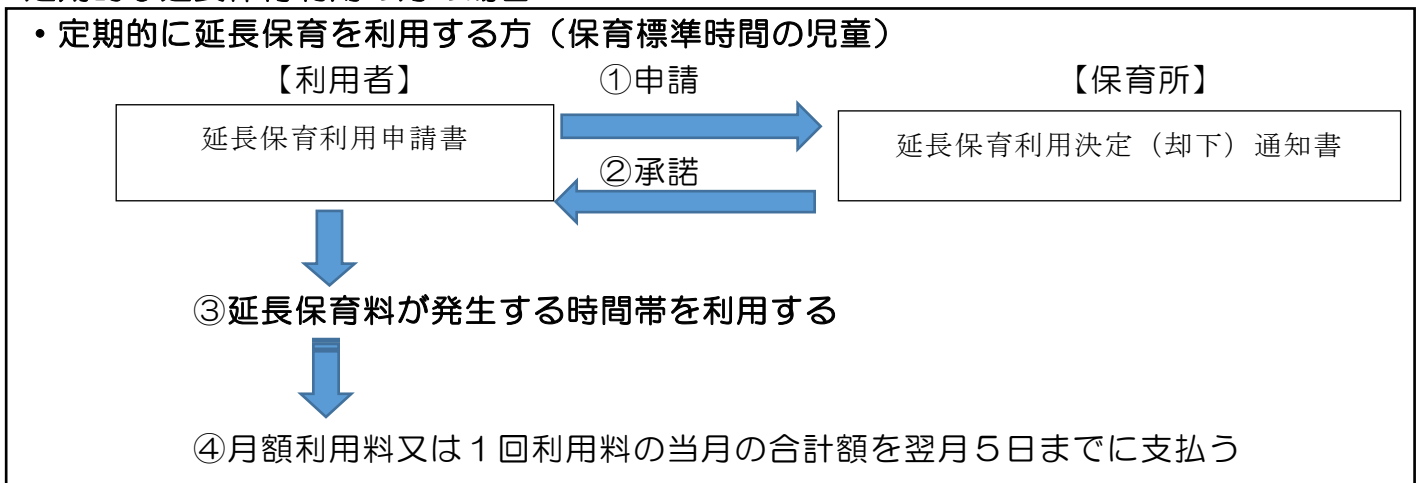 ・定期的に延長保育を利用する方（保育標準時間の児童）
【利用者】 ①申請 【保育所】
延長保育利用申請書
延長保育利用決定（却下）通知書
②承諾
③延長保育料が発生する時間帯を利用する
④月額利用料又は１回利用料の当月の合計額を翌月５日までに支払う